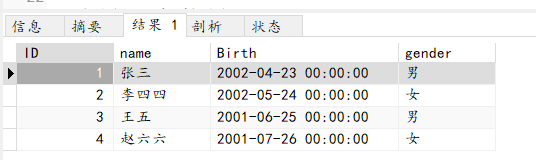 信息 摘要 结果 1 剖析 状态
ID name Birth gender
1 张三 2002-04-23 00:00:00 男
2 李四四 2002-05-24 00:00:00 女
3 王五 2001-06-25 00:00:00 男
4 赵六六 2001-07-26 00:00:00 女